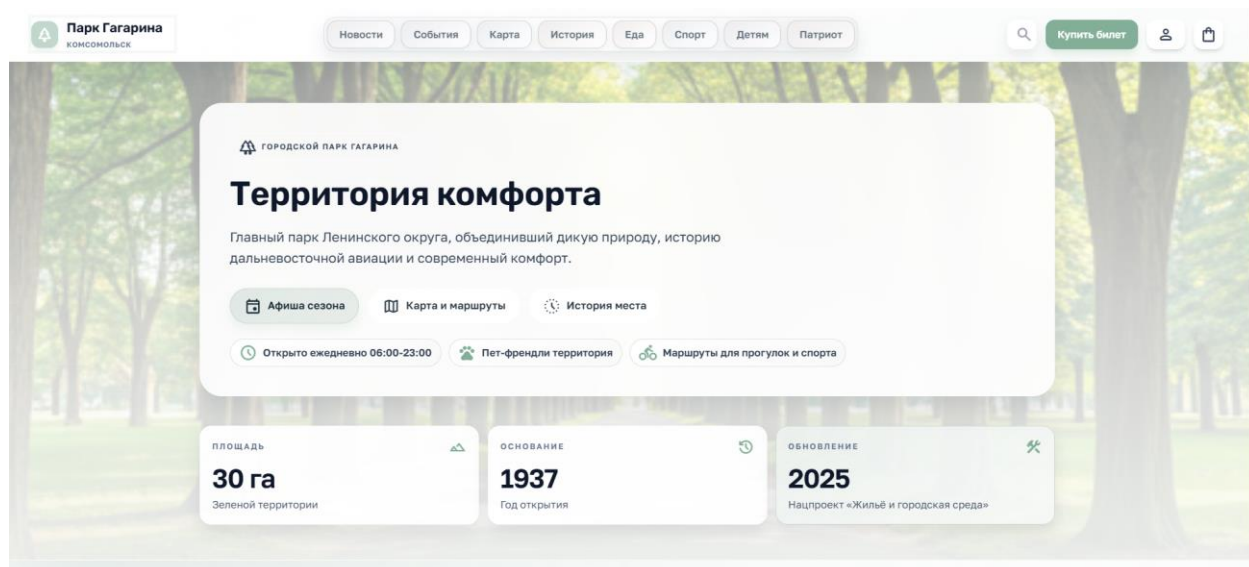 Парк Гагарина
КОМСОМОЛЬСК
Новости
События
Карта
История
Еда
Спорт
Детям
Патриот
Купить билет
ГОРОДСКОЙ ПАРК ГАГАРИНА
Территория комфорта
Главный парк Ленинского округа, объединивший дикую природу, историю
дальневосточной авиации и современный комфорт.
Афиша сезона
Карта и маршруты
История места
Открыто ежедневно 06:00-23:00
Пет-френдли территория
Маршруты для прогулок и спорта
ПЛОЩАДЬ
30 га
Зеленой территории
ОСНОВАНИЕ
1937
Год открытия
ОБНОВЛЕНИЕ
2025
Нацпроект «Жильё и городская среда»